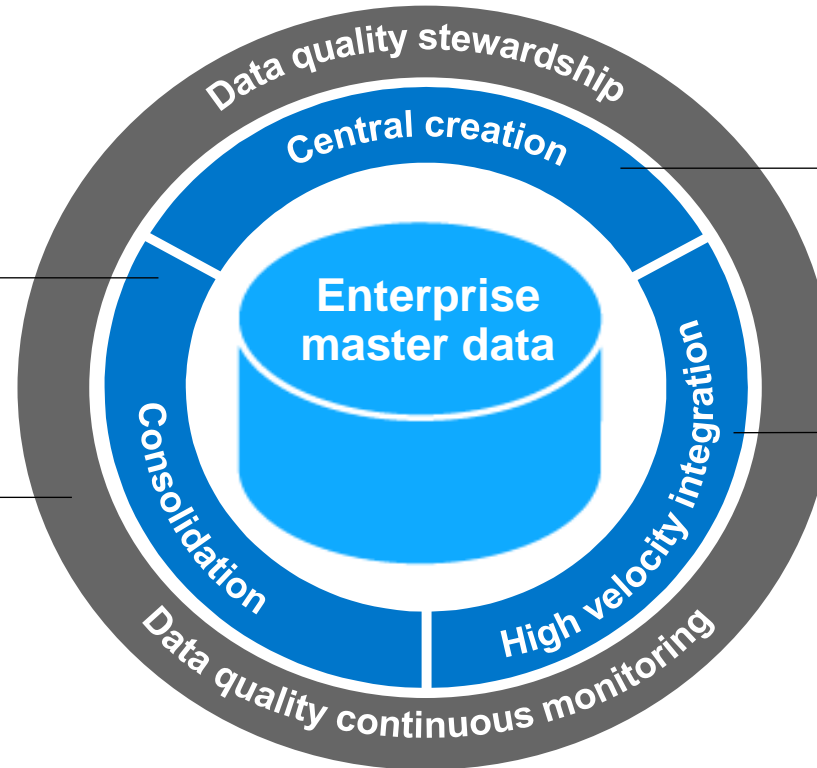 Data quality stewardship
Central creation
Enterprise
master data
Consolidation
High velocity integration
Data quality continuous monitoring